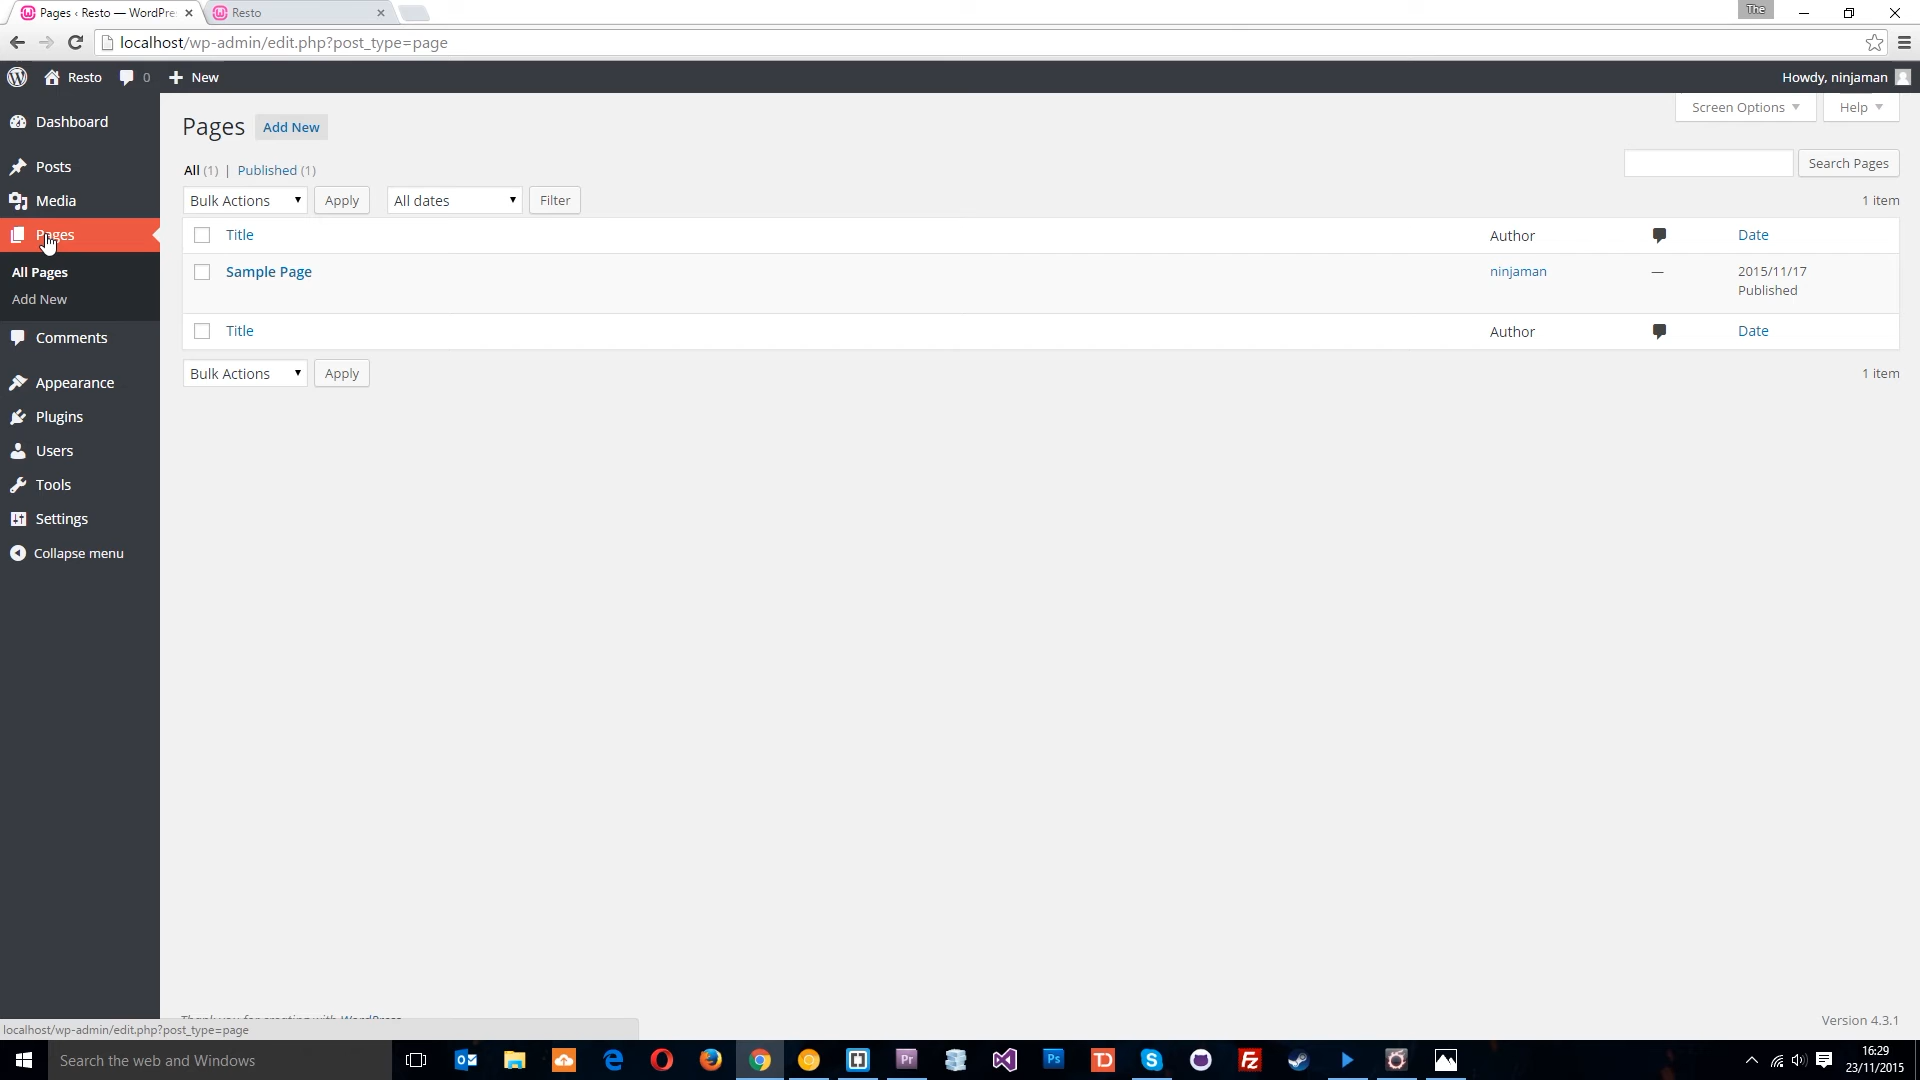 Pages ‹ Resto — WordPre
Resto
The
localhost/wp-admin/edit.php?post_type=page
Resto
0
New
Howdy, ninjaman
Dashboard
Posts
Media
Pages
All Pages
Add New
Comments
Appearance
Plugins
Users
Tools
Settings
Collapse menu
Pages
Add New
Screen Options
Help
All (1) | Published (1)
Search Pages
Bulk Actions
Apply
All dates
Filter
1 item
Title
Author
Date
Sample Page
ninjaman
—
2015/11/17
Published
Title
Author
Date
Bulk Actions
Apply
1 item
Thank you for creating with WordPress
Version 4.3.1
localhost/wp-admin/edit.php?post_type=page
Search the web and Windows
Pr
Ps
TD
16:29
23/11/2015